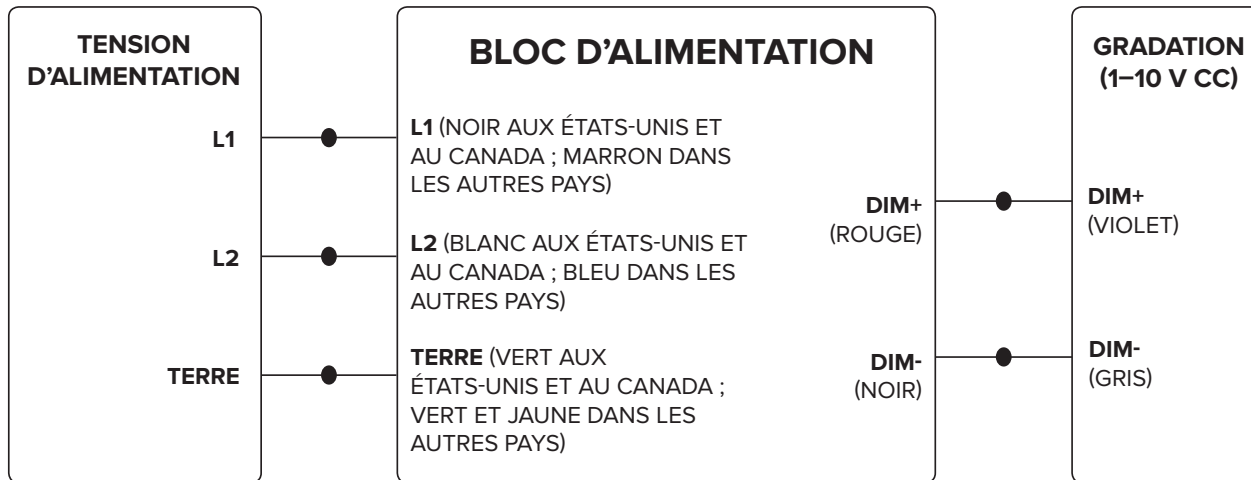 TENSION
D'ALIMENTATION
L1
L2
TERRE
BLOC D'ALIMENTATION
L1 (NOIR AUX ÉTATS-UNIS ET
AU CANADA ; MARRON DANS
LES AUTRES PAYS)
L2 (BLANC AUX ÉTATS-UNIS ET
AU CANADA ; BLEU DANS LES
AUTRES PAYS)
TERRE (VERT AUX
ÉTATS-UNIS ET AU CANADA ;
VERT ET JAUNE DANS LES
AUTRES PAYS)
DIM+
(ROUGE)
DIM-
(NOIR)
GRADATION
(1–10 V CC)
DIM+
(VIOLET)
DIM-
(GRIS)